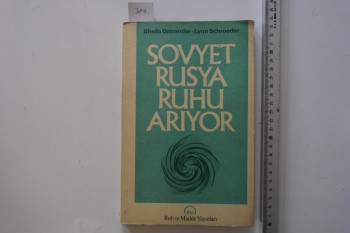 Sheila Ostrander - Lynn Schroeder
SOVYET
RUSYA
RUHU
ARIYOR
Ruh ve Madde Yayınları